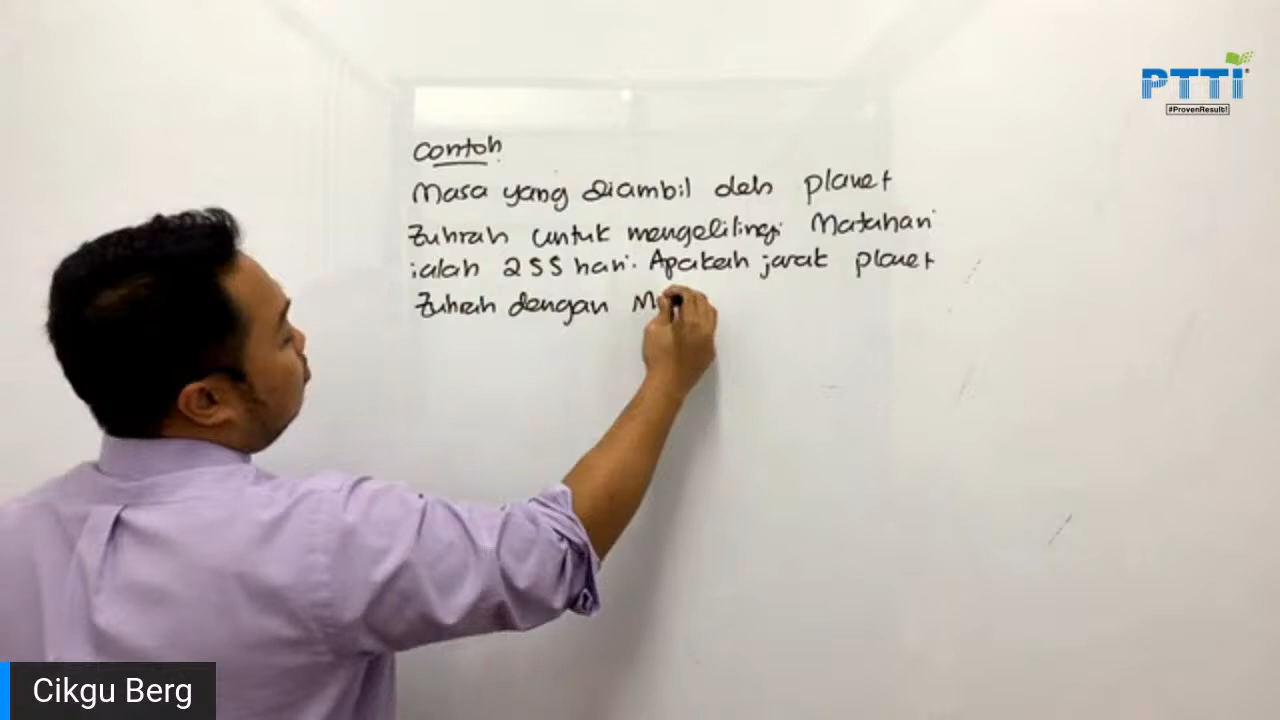 PTTI
#ProvenResult!
Contoh
Masa yang diambil oleh planet
Zuhrah untuk mengelilingi Matahari
ialah 255 hari. Apakah jarak planet
Zuhrah dengan M
Cikgu Berg